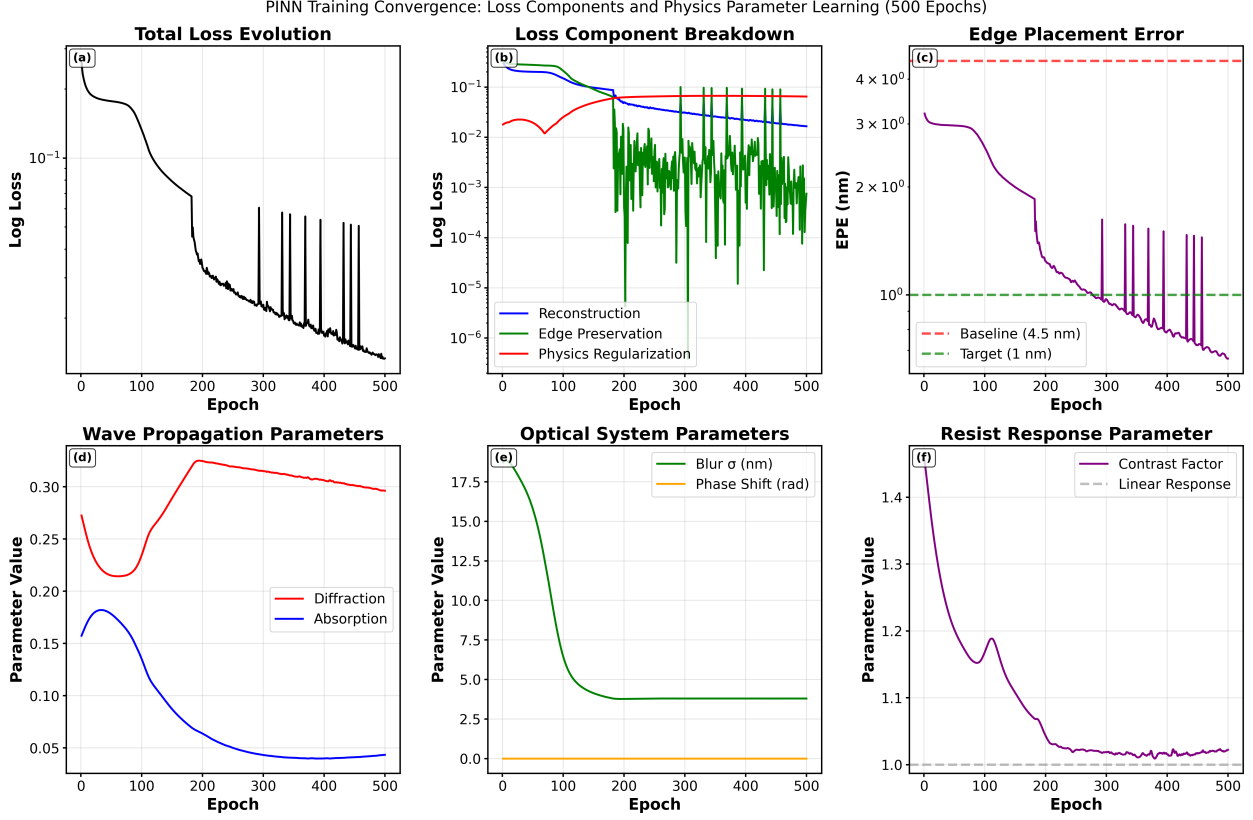 PINN Training Convergence: Loss Components and Physics Parameter Learning (500 Epochs)
Total Loss Evolution
(a)
Log Loss
10⁻¹
0 100 200 300 400 500
Epoch
Loss Component Breakdown
(b)
Log Loss
10⁻¹
10⁻²
10⁻³
10⁻⁴
10⁻⁵
10⁻⁶
Reconstruction
Edge Preservation
Physics Regularization
0 100 200 300 400 500
Epoch
Edge Placement Error
(c)
EPE (nm)
4 × 10⁰
3 × 10⁰
2 × 10⁰
10⁰
Baseline (4.5 nm)
Target (1 nm)
0 100 200 300 400 500
Epoch
Wave Propagation Parameters
(d)
Parameter Value
0.30
0.25
0.20
0.15
0.10
0.05
Diffraction
Absorption
0 100 200 300 400 500
Epoch
Optical System Parameters
(e)
Parameter Value
17.5
15.0
12.5
10.0
7.5
5.0
2.5
0.0
Blur σ (nm)
Phase Shift (rad)
0 100 200 300 400 500
Epoch
Resist Response Parameter
(f)
Parameter Value
1.4
1.3
1.2
1.1
1.0
Contrast Factor
Linear Response
0 100 200 300 400 500
Epoch